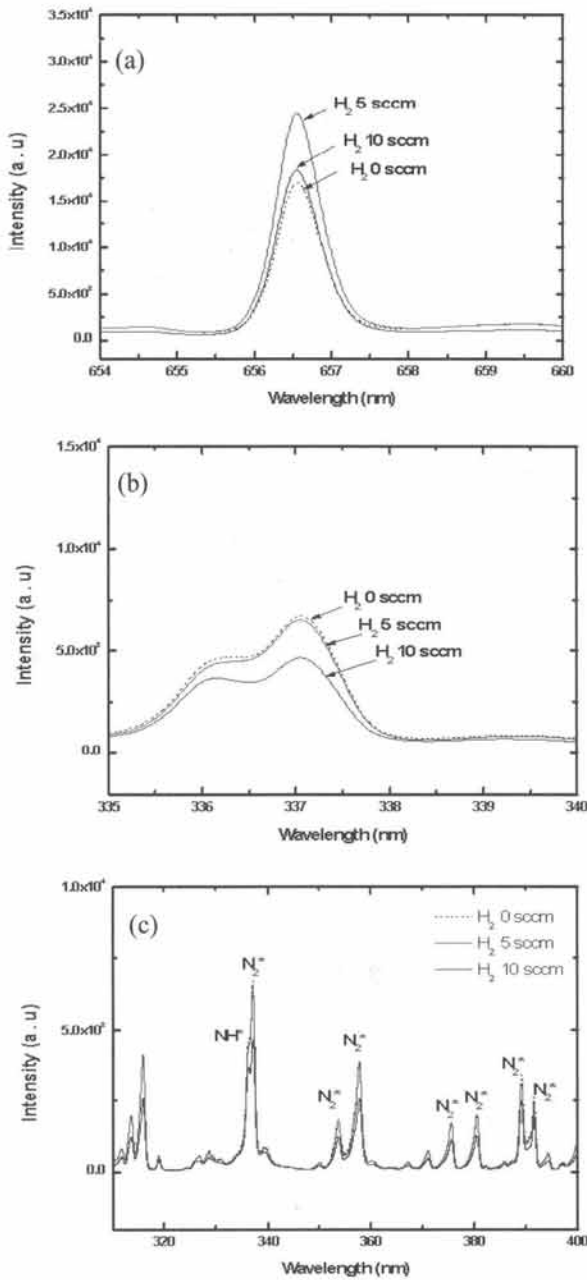 (a)
3.5x10⁴
3.0x10⁴
2.5x10⁴
2.0x10⁴
1.5x10⁴
1.0x10⁴
5.0x10³
0.0
Intensity (a . u)
H₂ 5 sccm
H₂ 10 sccm
H₂ 0 sccm
654 655 656 657 658 659 660
Wavelength (nm)
(b)
1.5x10⁴
1.0x10⁴
5.0x10³
0.0
Intensity (a . u)
H₂ 0 sccm
H₂ 5 sccm
H₂ 10 sccm
335 336 337 338 339 340
Wavelength (nm)
(c)
1.0x10⁴
5.0x10³
0.0
Intensity (a . u)
H₂ 0 sccm
H₂ 5 sccm
H₂ 10 sccm
N₂*
NH*
N₂*
N₂*
N₂*
N₂*
N₂*
N₂*
320 340 360 380 400
Wavelength (nm)